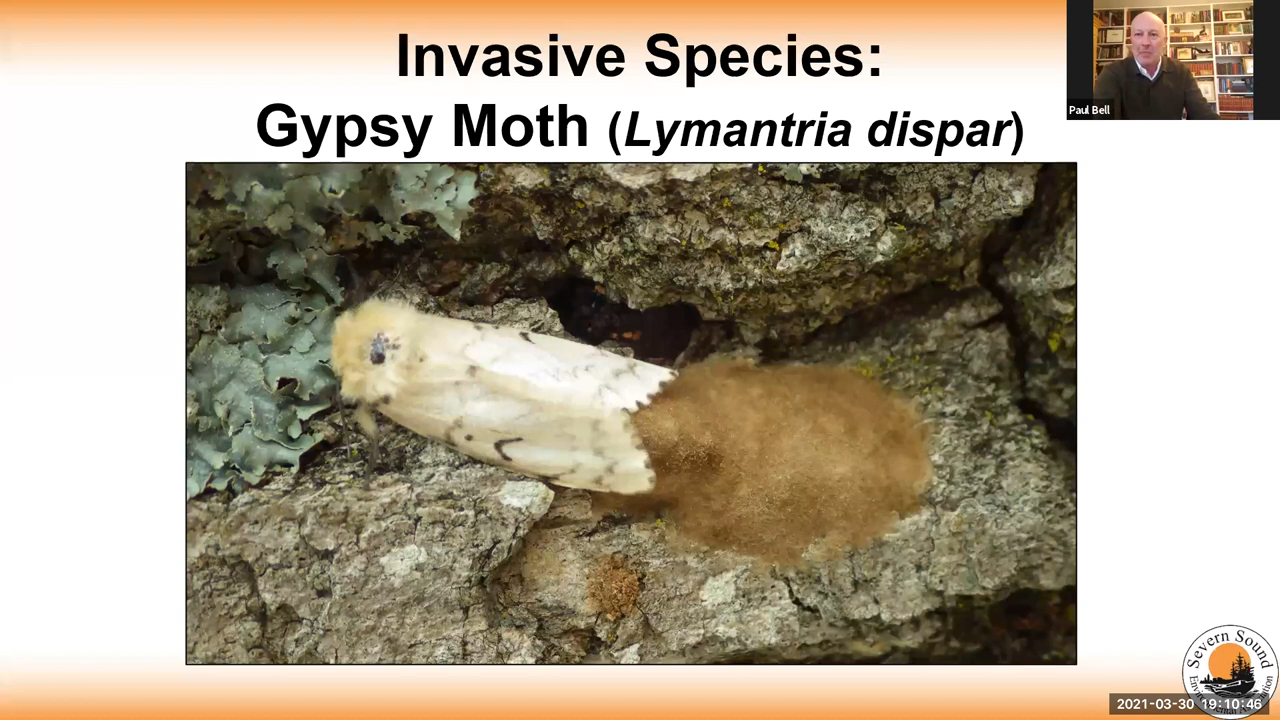 Invasive Species:
Gypsy Moth (Lymantria dispar)
Paul Bell
Severn Sound
2021-03-30 19:10:46